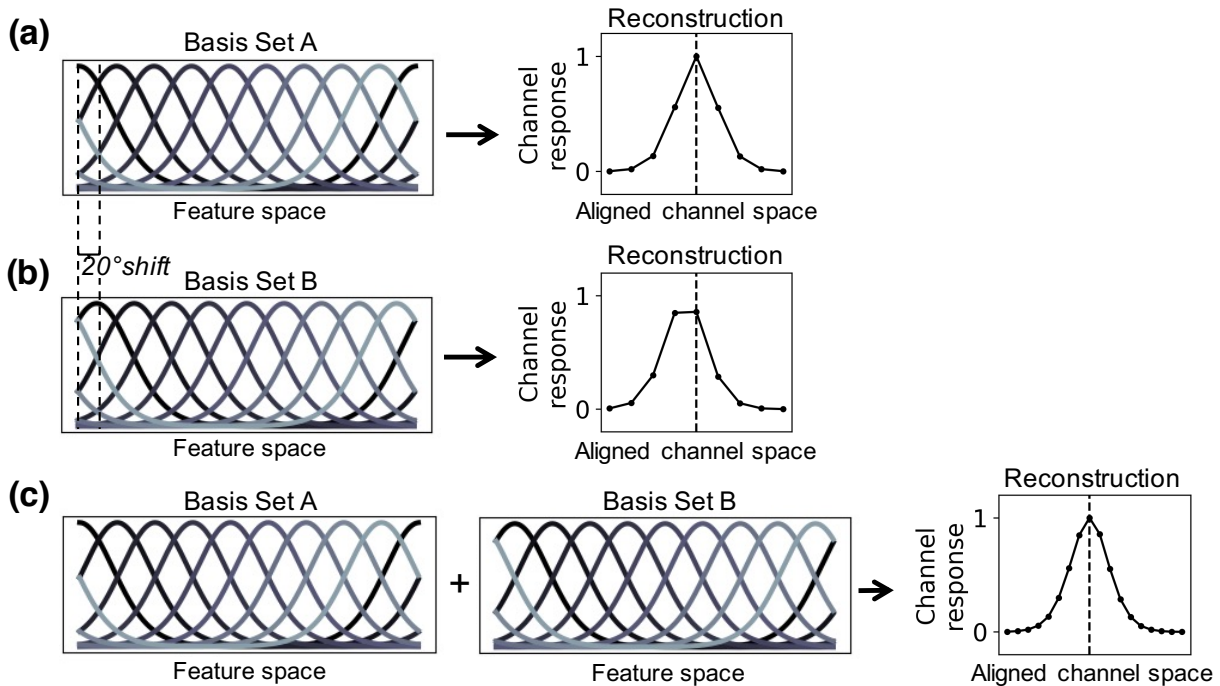 (a)
Basis Set A
Feature space
Reconstruction
Channel
response
1
0
Aligned channel space
20°shift
(b)
Basis Set B
Feature space
Reconstruction
Channel
response
1
0
Aligned channel space
(c)
Basis Set A
Feature space
+
Basis Set B
Feature space
Reconstruction
Channel
response
1
0
Aligned channel space